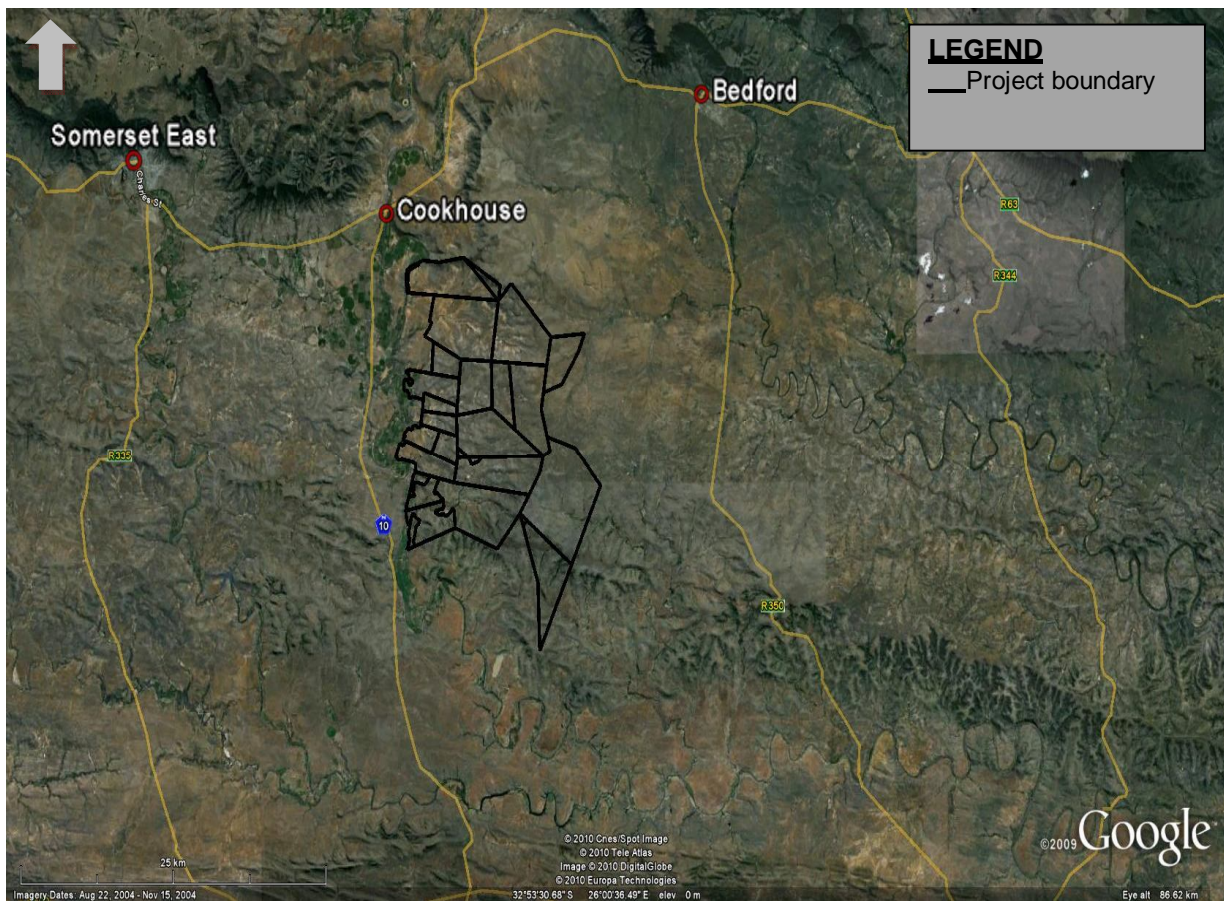 LEGEND
Project boundary
Bedford
Somerset East
Charles St
Cookhouse
R63
R344
R335
N
10
R350
25 km
©2009 Google
© 2010 Cnes/Spot Image
© 2010 Tele Atlas
Image © 2010 DigitalGlobe
© 2010 Europa Technologies
Imagery Dates: Aug 22, 2004 - Nov 15, 2004
32°53'30.68" S 26°00'36.49" E elev 0 m
Eye alt 86.62 km